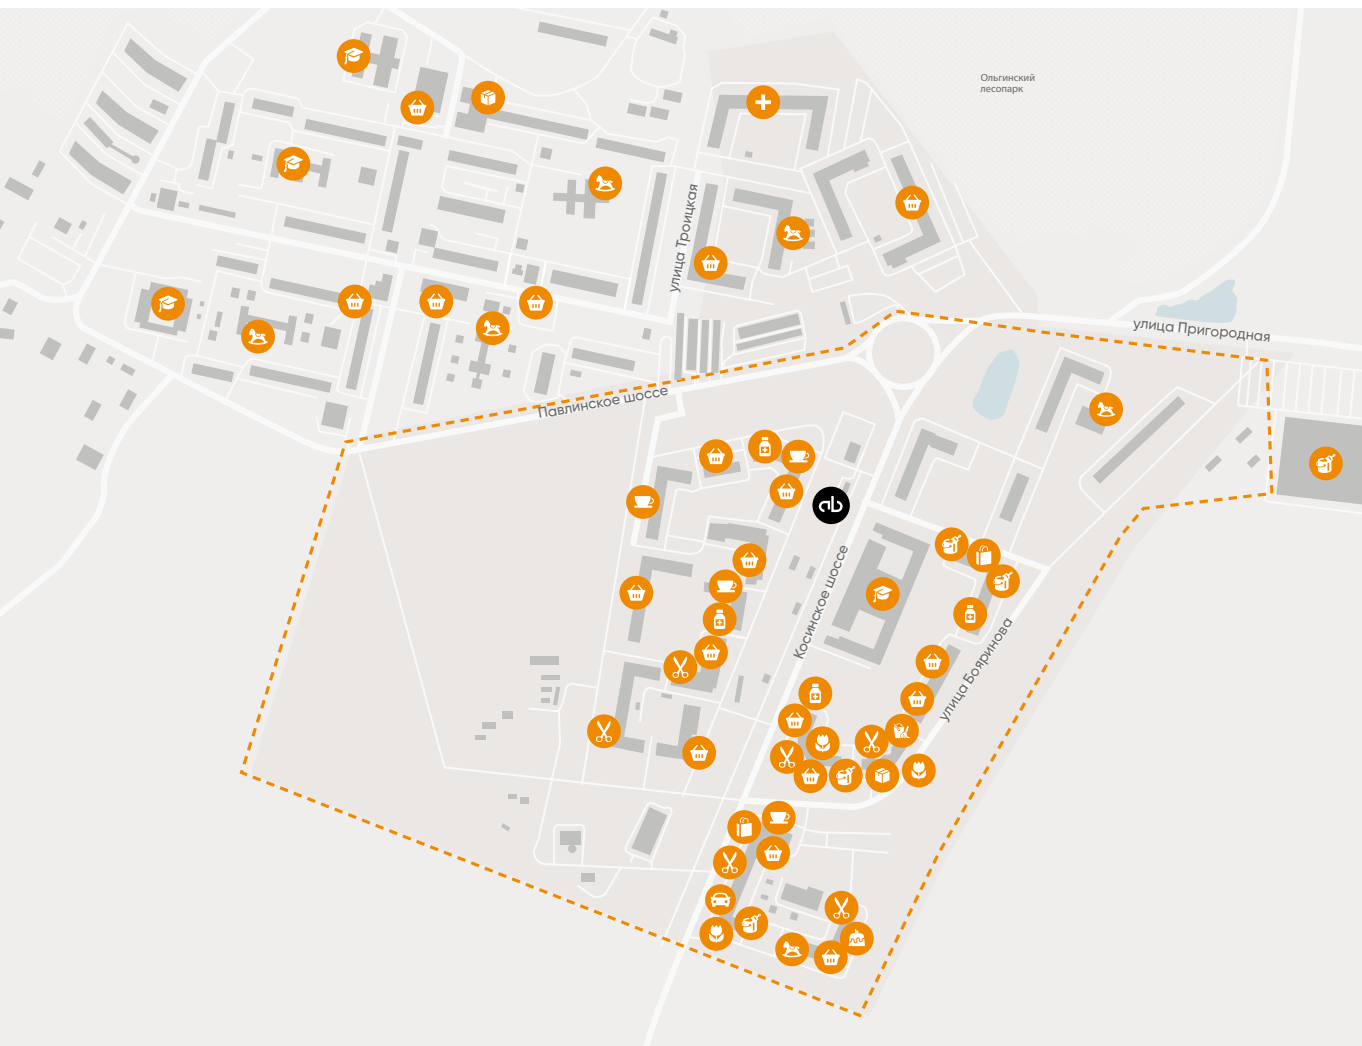 Ольгинский
лесопарк
улица Троицкая
улица Пригородная
Павлинское шоссе
Косинское шоссе
улица Бояринова